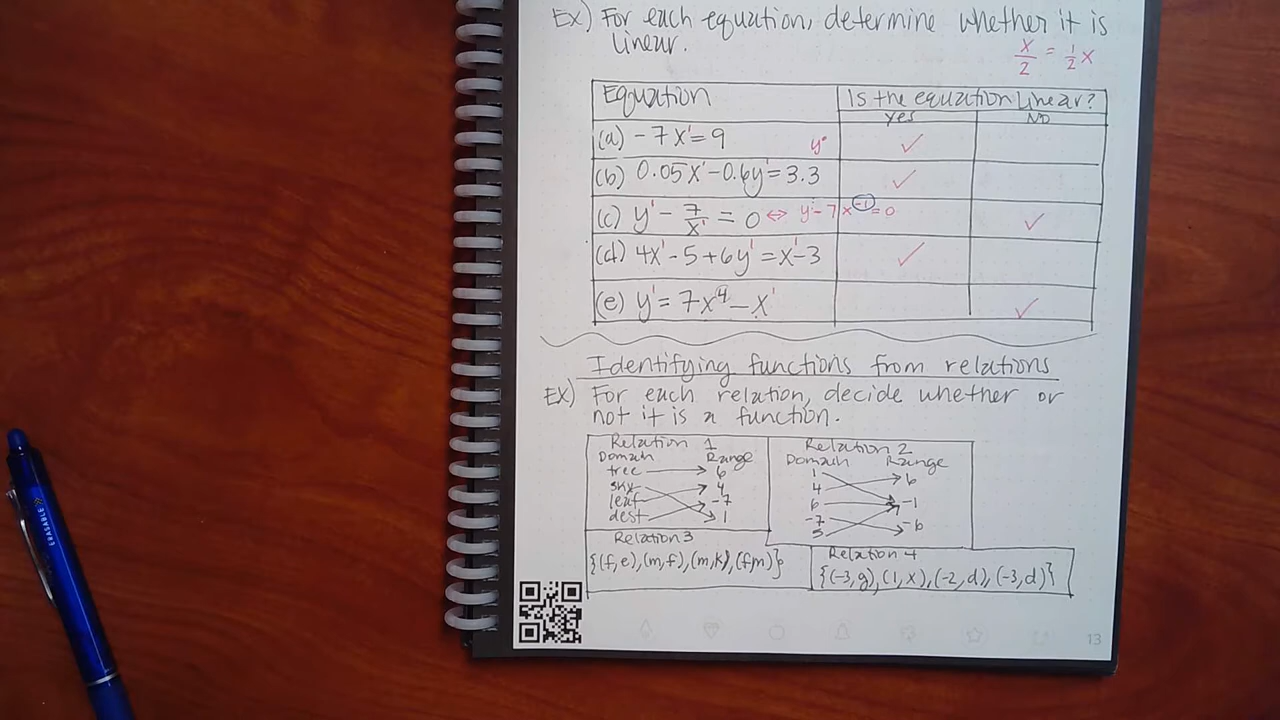 Ex) For each equation, determine whether it is
linear.
x/2 = 1/2 x
Equation Is the equation linear?
Yes No
(a) -7x¹=9 y⁰ ✓
(b) 0.05x¹-0.6y¹=3.3 ✓
(c) y¹ - 7/x¹ = 0 ⇔ y¹-7x⁻¹=0 ✓
(d) 4x¹-5+6y¹=x¹-3 ✓
(e) y¹=7x⁴-x¹ ✓
Identifying functions from relations
EX) For each relation, decide whether or
not it is a function.
Relation 1
Domain Range
tree 6
sky 4
leaf -7
desk 1
Relation 2
Domain Range
1 6
4 -1
6 -6
-7
5
Relation 3
{(f,e),(m,f),(m,k),(f,m)}
Relation 4
{(-3,g),(1,x),(-2,d),(-3,d)}
ERASABLE
13